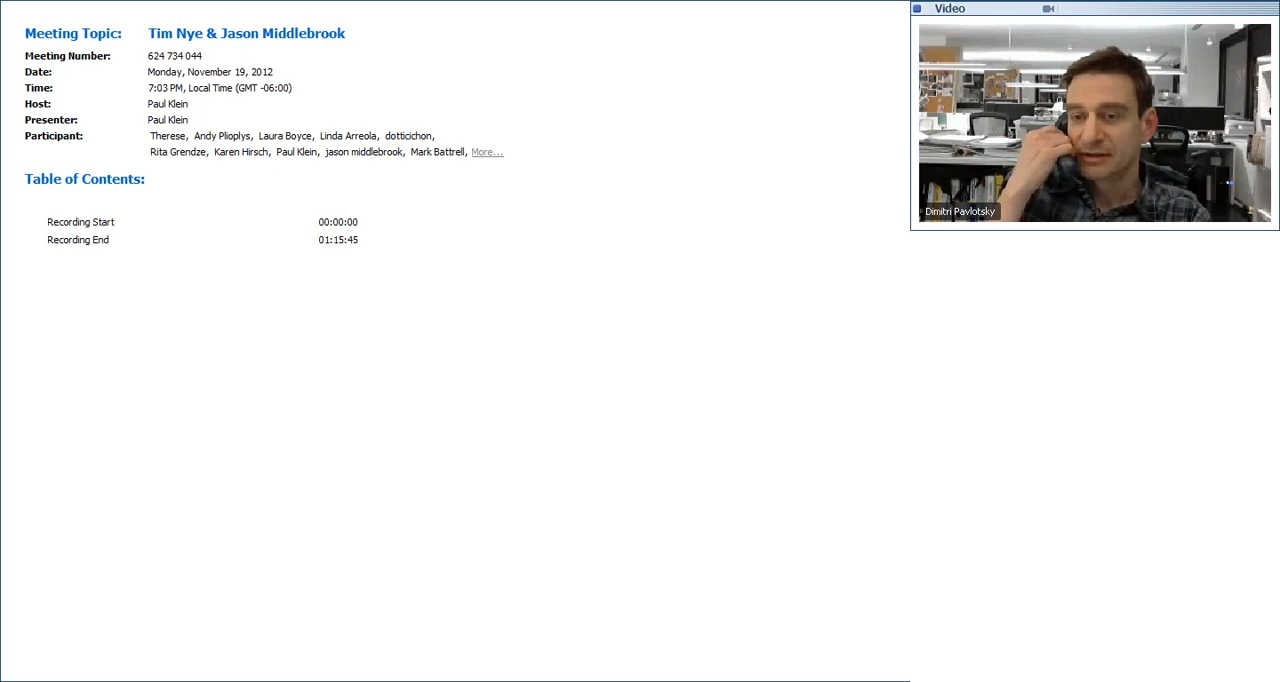 Meeting Topic: Tim Nye & Jason Middlebrook
Meeting Number: 624 734 044
Date: Monday, November 19, 2012
Time: 7:03 PM, Local Time (GMT -06:00)
Host: Paul Klein
Presenter: Paul Klein
Participant: Therese, Andy Plioplys, Laura Boyce, Linda Arreola, dotticichon,
Rita Grendze, Karen Hirsch, Paul Klein, jason middlebrook, Mark Battrell, More...
Table of Contents:
Recording Start 00:00:00
Recording End 01:15:45
Video
Dimitri Pavlotsky